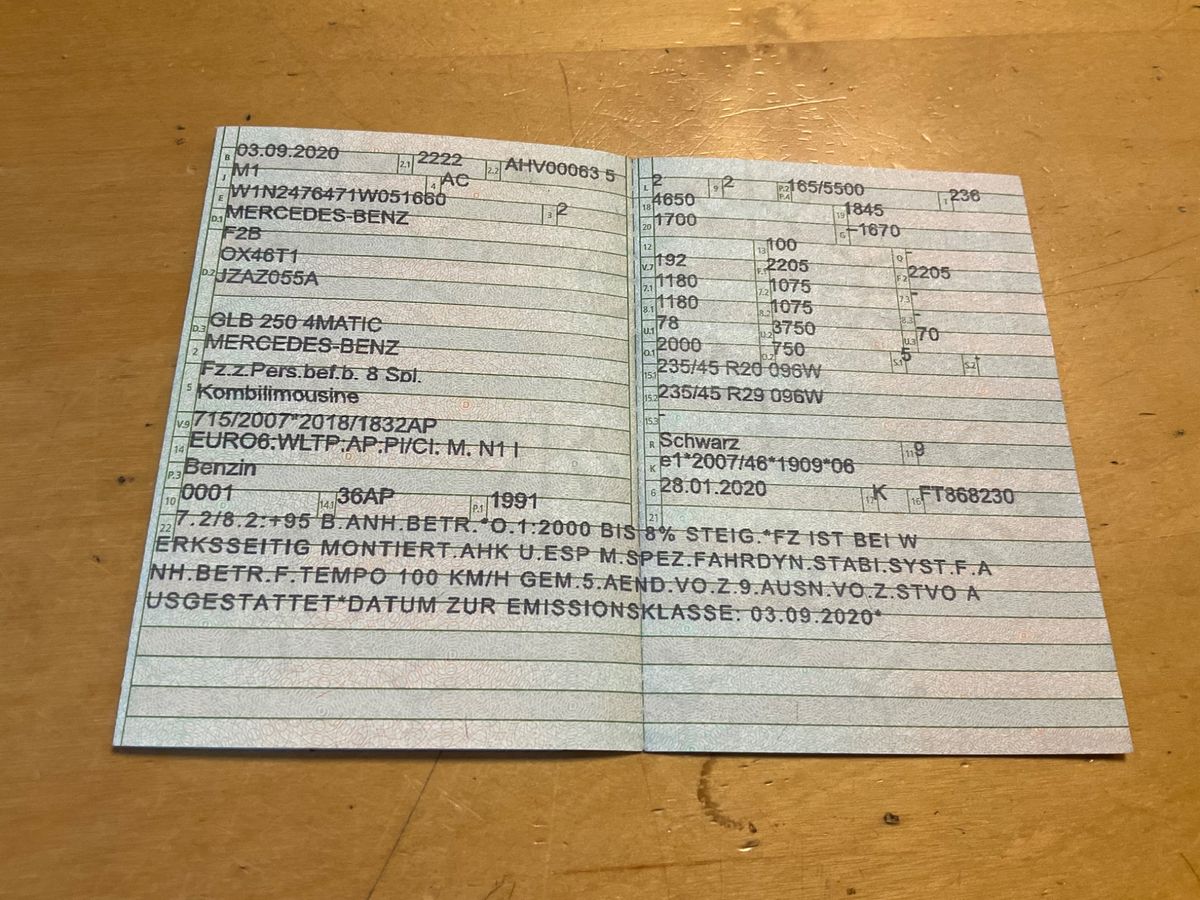 B 03.09.2020 2.1 2222 2.2 AHV00063 5
J M1 4 AC
E W1N2476471W051660 3 2
D.1 MERCEDES-BENZ
F2B
OX46T1
D.2 JZAZ055A
D.3 GLB 250 4MATIC
2 MERCEDES-BENZ
Fz.z.Pers.bef.b. 8 Spl.
5 Kombilimousine
V.9 715/2007*2018/1832AP
14 EURO6;WLTP;AP;PI/CI; M, N1 I
P.3 Benzin
10 0001 14.1 36AP P.1 1991
L 2 9 2 P.2 P.4 165/5500 T 236
18 4650 19 1845
20 1700 G -1670
12 13 100 Q -
V.7 192 F.1 2205 F.2 2205
7.1 1180 7.2 1075 7.3 -
8.1 1180 8.2 1075 8.3 -
U.1 78 U.2 3750 U.3 70
O.1 2000 O.2 750 S.1 5 S.2
15.1 235/45 R20 096W
15.2 235/45 R29 096W
15.3 -
R Schwarz 11 9
K e1*2007/46*1909*06
6 28.01.2020 17 K 16 FT868230
21
22 7.2/8.2:+95 B.ANH.BETR.*O.1:2000 BIS 8% STEIG.*FZ IST BEI W
ERKSSEITIG MONTIERT.AHK U.ESP M.SPEZ.FAHRDYN.STABI.SYST.F.A
NH.BETR.F.TEMPO 100 KM/H GEM.5.AEND.VO.Z.9.AUSN.VO.Z.STVO A
USGESTATTET*DATUM ZUR EMISSIONSKLASSE: 03.09.2020*